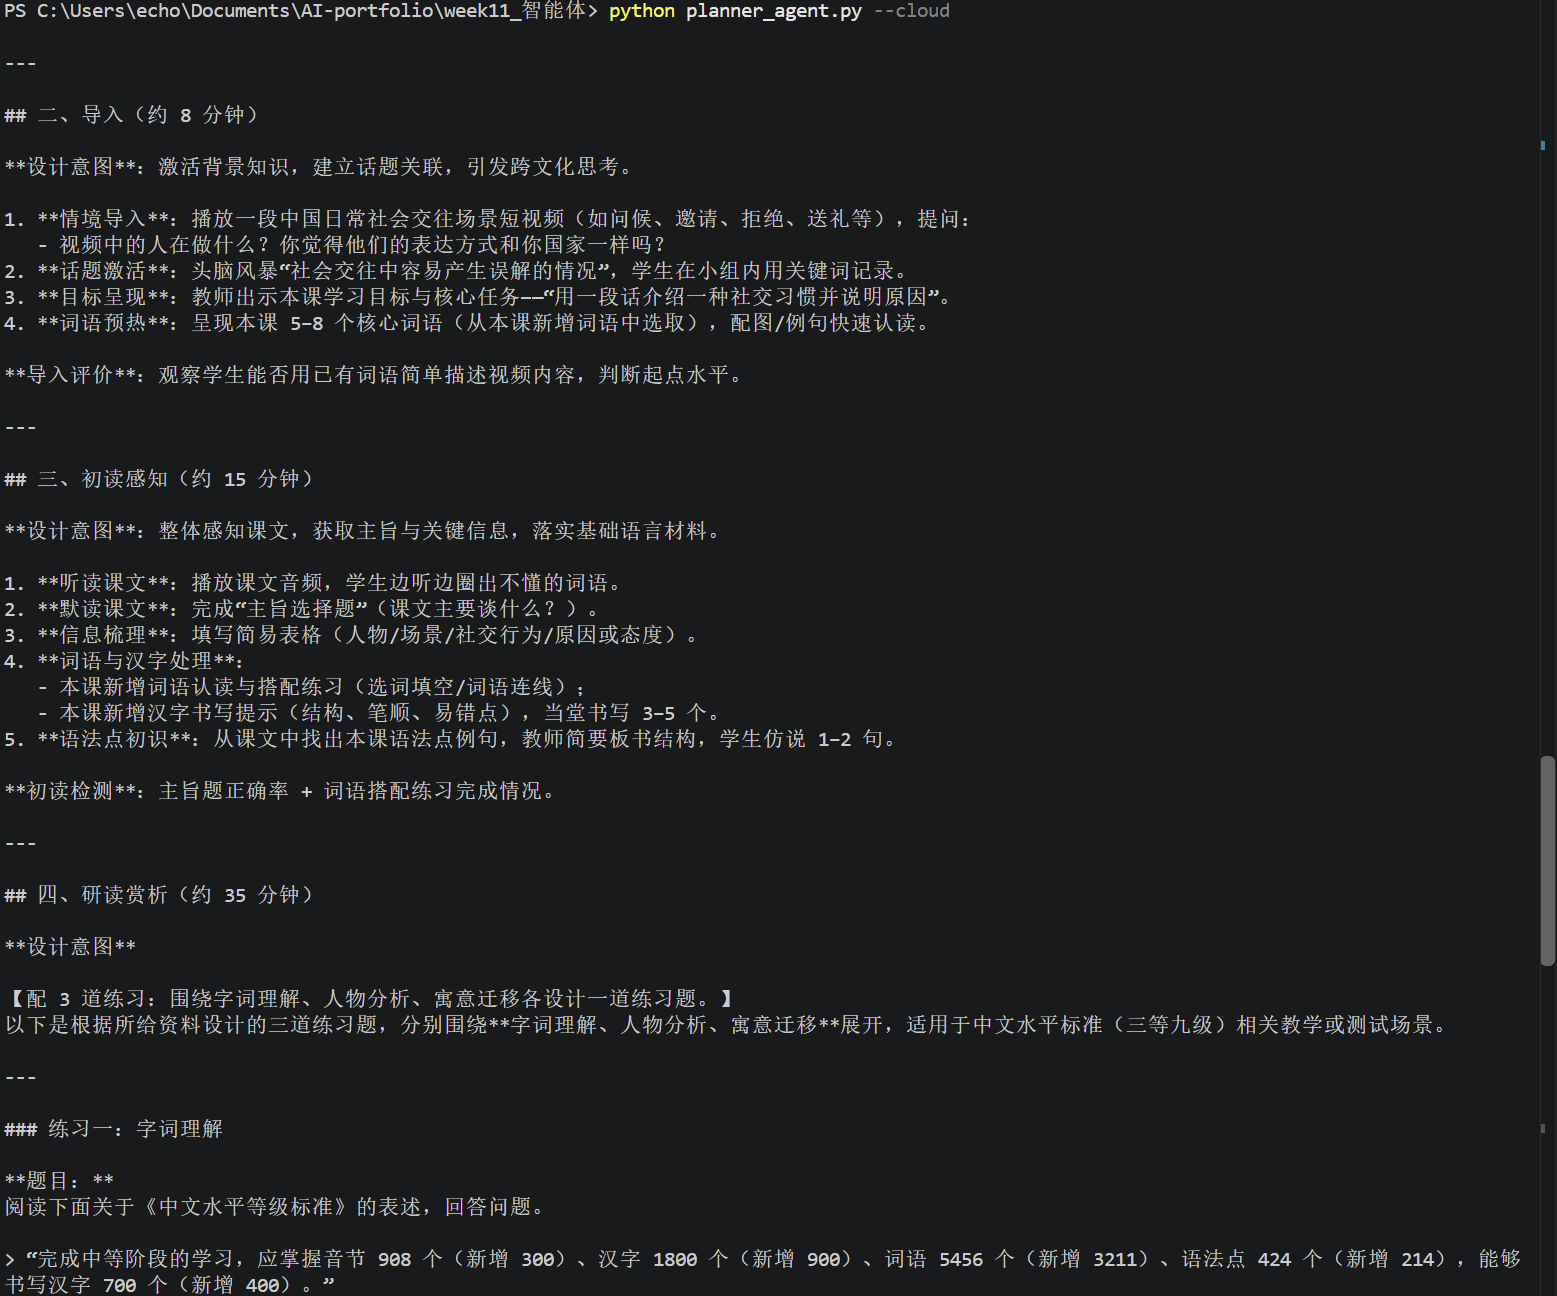 PS C:\Users\echo\Documents\AI-portfolio\week11_智能体> python planner_agent.py --cloud
---
## 二、导入（约 8 分钟）
**设计意图**：激活背景知识，建立话题关联，引发跨文化思考。
1. **情境导入**：播放一段中国日常社会交往场景短视频（如问候、邀请、拒绝、送礼等），提问：
   - 视频中的人在做什么？你觉得他们的表达方式和你国家一样吗？
2. **话题激活**：头脑风暴“社会交往中容易产生误解的情况”，学生在小组内用关键词记录。
3. **目标呈现**：教师出示本课学习目标与核心任务——“用一段话介绍一种社交习惯并说明原因”。
4. **词语预热**：呈现本课 5–8 个核心词语（从本课新增词语中选取），配图/例句快速认读。
**导入评价**：观察学生能否用已有词语简单描述视频内容，判断起点水平。
---
## 三、初读感知（约 15 分钟）
**设计意图**：整体感知课文，获取主旨与关键信息，落实基础语言材料。
1. **听读课文**：播放课文音频，学生边听边圈出不懂的词语。
2. **默读课文**：完成“主旨选择题”（课文主要谈什么？）。
3. **信息梳理**：填写简易表格（人物/场景/社交行为/原因或态度）。
4. **词语与汉字处理**：
   - 本课新增词语认读与搭配练习（选词填空/词语连线）；
   - 本课新增汉字书写提示（结构、笔顺、易错点），当堂书写 3–5 个。
5. **语法点初识**：从课文中找出本课语法点例句，教师简要板书结构，学生仿说 1–2 句。
**初读检测**：主旨题正确率 + 词语搭配练习完成情况。
---
## 四、研读赏析（约 35 分钟）
**设计意图**
【配 3 道练习：围绕字词理解、人物分析、寓意迁移各设计一道练习题。】
以下是根据所给资料设计的三道练习题，分别围绕**字词理解、人物分析、寓意迁移**展开，适用于中文水平标准（三等九级）相关教学或测试场景。
---
### 练习一：字词理解
**题目：**
阅读下面关于《中文水平等级标准》的表述，回答问题。
> “完成中等阶段的学习，应掌握音节 908 个（新增 300）、汉字 1800 个（新增 900）、词语 5456 个（新增 3211）、语法点 424 个（新增 214），能够
书写汉字 700 个（新增 400）。”